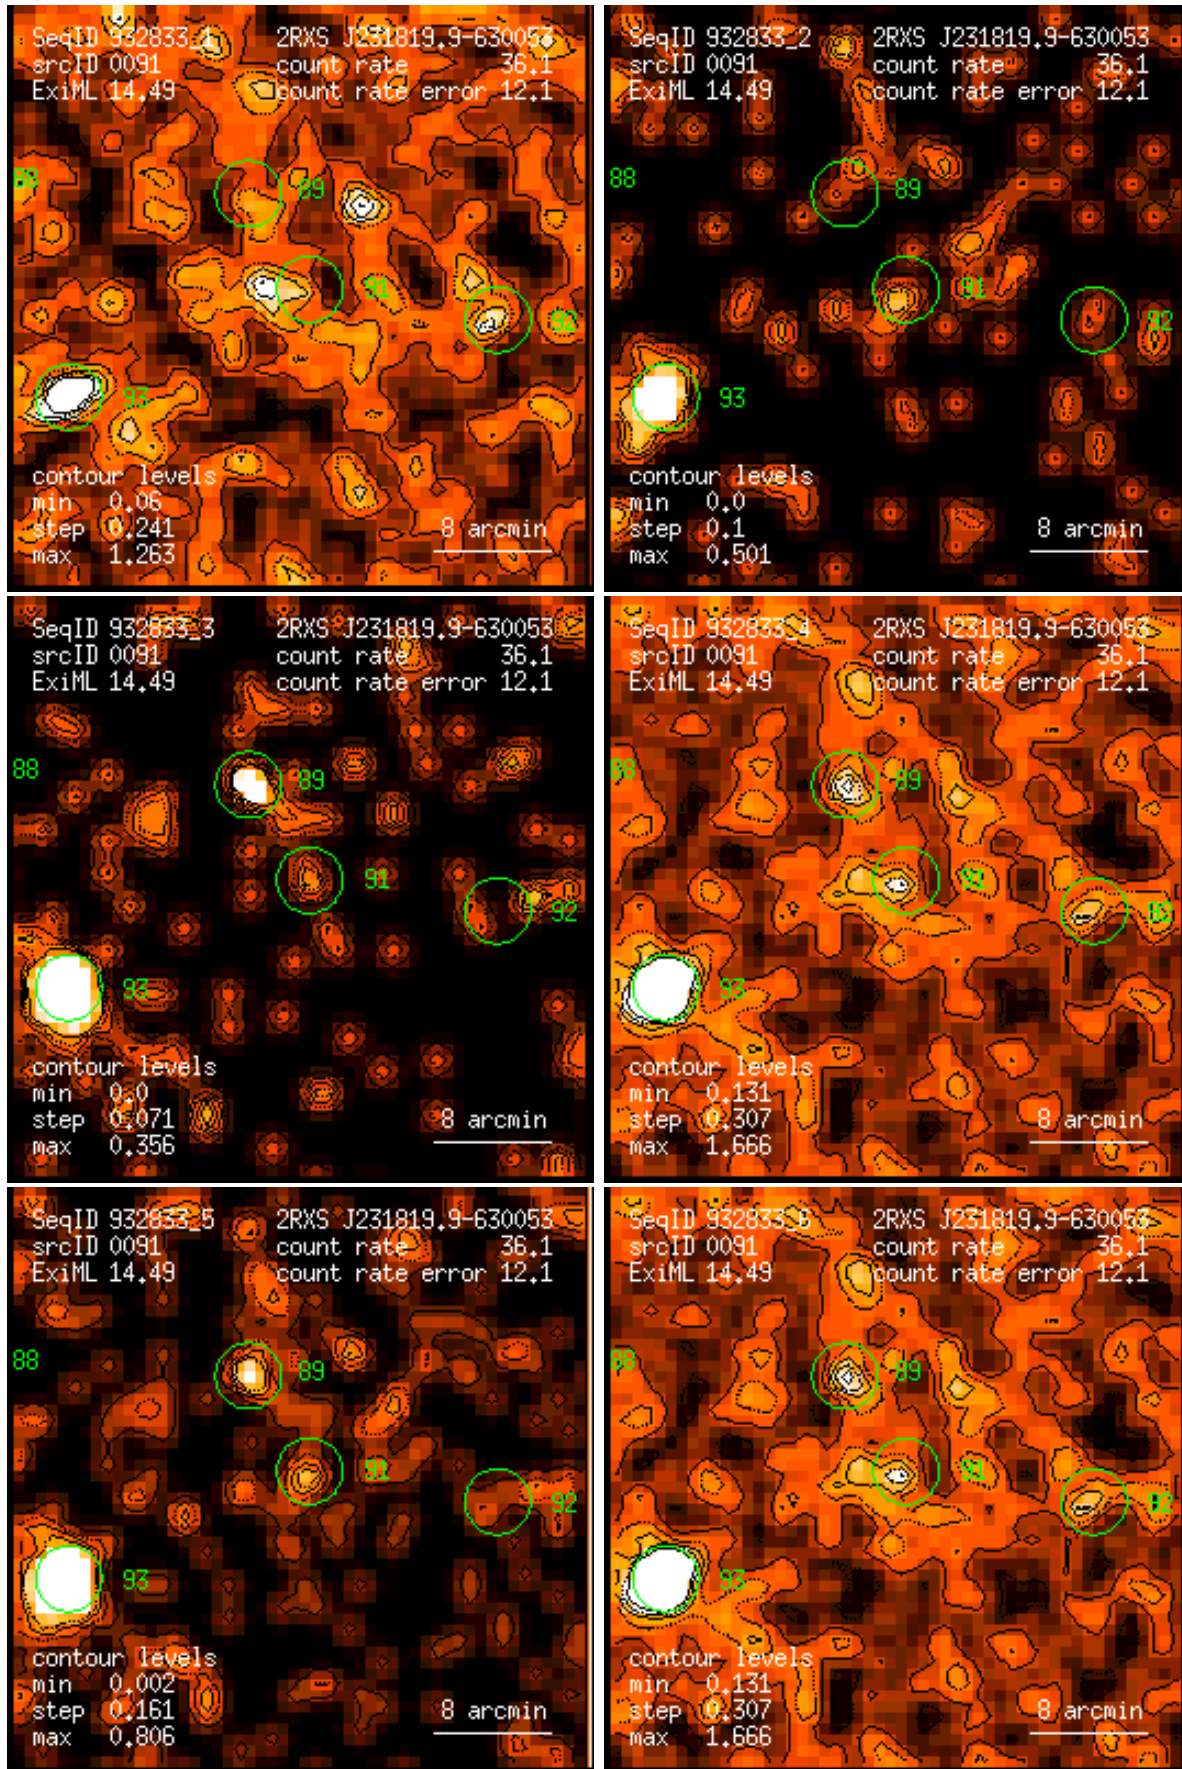 SeqID 932833_1 2RXS J231819.9-630053
srcID 0091 count rate 36.1
ExiML 14.49 count rate error 12.1
88
89
91
92
93
contour levels
min 0.06
step 0.241 8 arcmin
max 1.263
SeqID 932833_2 2RXS J231819.9-630053
srcID 0091 count rate 36.1
ExiML 14.49 count rate error 12.1
88
89
91
92
93
contour levels
min 0.0
step 0.1 8 arcmin
max 0.501
SeqID 932833_3 2RXS J231819.9-630053
srcID 0091 count rate 36.1
ExiML 14.49 count rate error 12.1
88
89
91
92
93
contour levels
min 0.0
step 0.071 8 arcmin
max 0.356
SeqID 932833_4 2RXS J231819.9-630053
srcID 0091 count rate 36.1
ExiML 14.49 count rate error 12.1
88
89
91
92
93
contour levels
min 0.131
step 0.307 8 arcmin
max 1.666
SeqID 932833_5 2RXS J231819.9-630053
srcID 0091 count rate 36.1
ExiML 14.49 count rate error 12.1
88
89
91
92
93
contour levels
min 0.002
step 0.161 8 arcmin
max 0.806
SeqID 932833_6 2RXS J231819.9-630053
srcID 0091 count rate 36.1
ExiML 14.49 count rate error 12.1
88
89
91
92
93
contour levels
min 0.131
step 0.307 8 arcmin
max 1.666